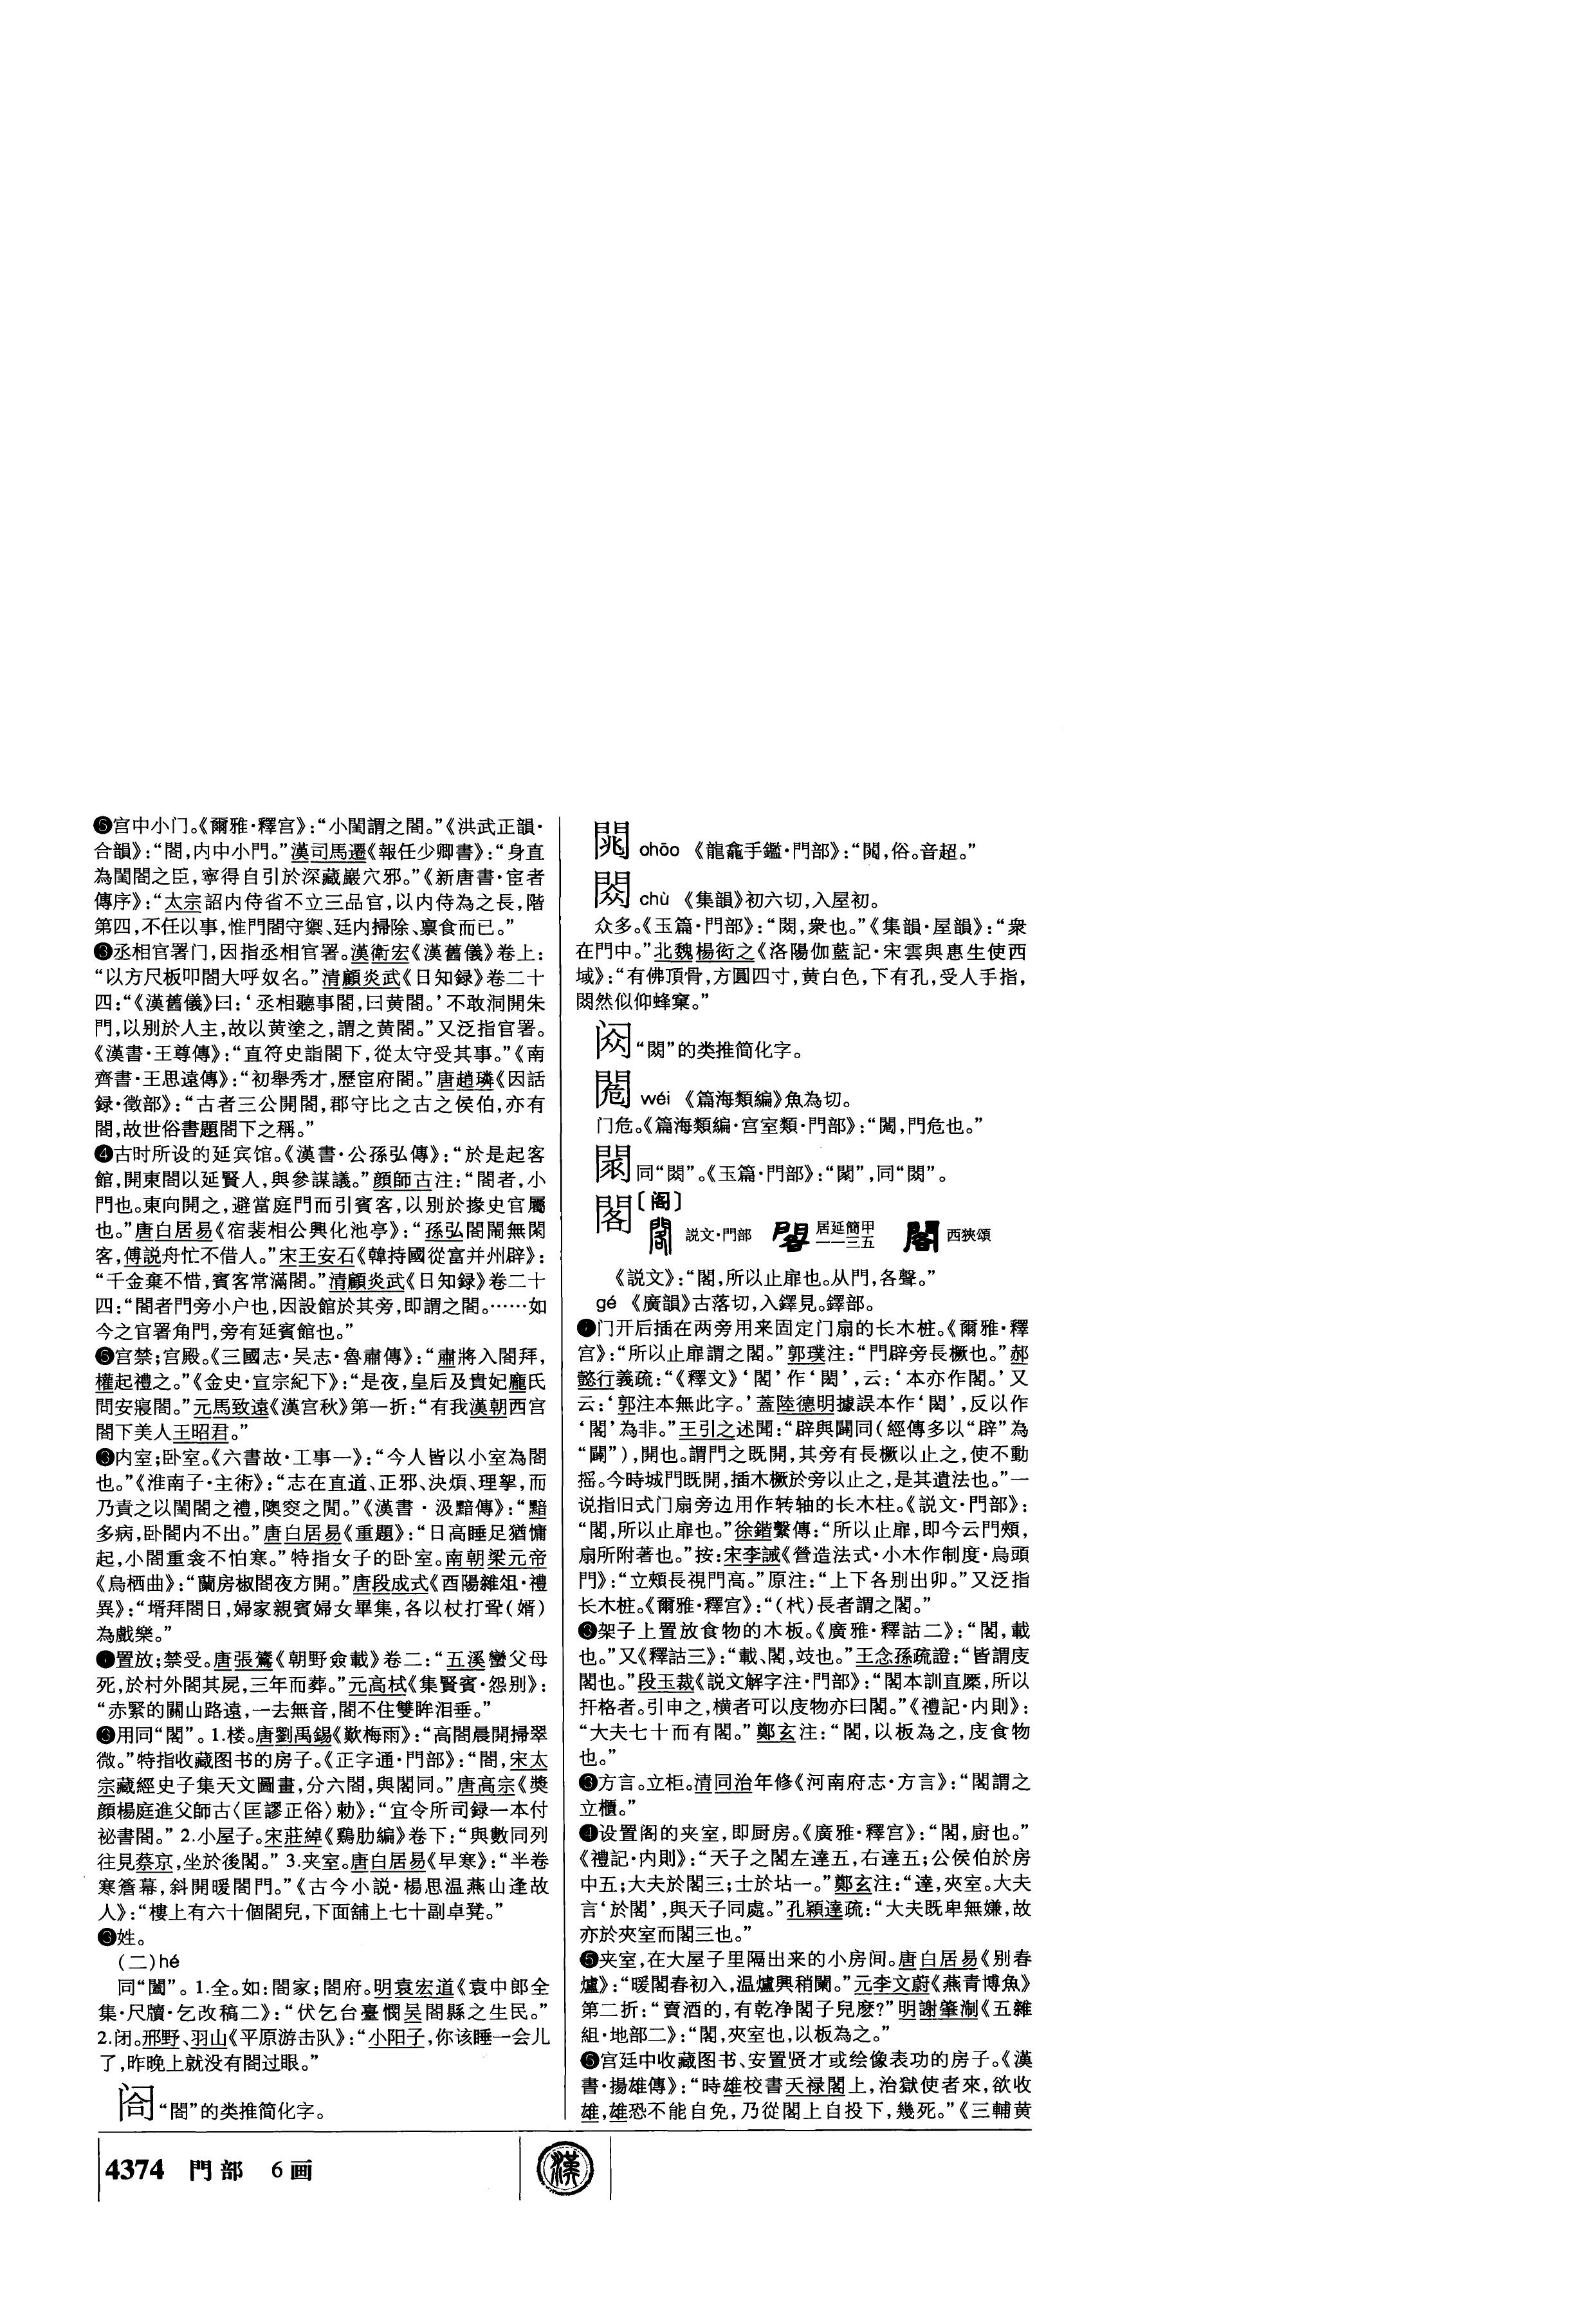 ❺宫中小门。《爾雅·釋宫》：“小閨謂之閤。”《洪武正韻·
合韻》：“閤，内中小門。”漢司馬遷《報任少卿書》：“身直
為閨閤之臣，寧得自引於深藏巖穴邪。”《新唐書·宦者
傳序》：“太宗詔内侍省不立三品官，以内侍為之長，階
第四，不任以事，惟門閤守禦、廷内掃除、禀食而已。”
❸丞相官署门，因指丞相官署。漢衛宏《漢舊儀》卷上：
“以方尺板叩閤大呼奴名。”清顧炎武《日知録》卷二十
四：“《漢舊儀》曰：‘丞相聽事閤，曰黄閤。’不敢洞開朱
門，以别於人主，故以黄塗之，謂之黄閤。”又泛指官署。
《漢書·王尊傳》：“直符史詣閤下，從太守受其事。”《南
齊書·王思遠傳》：“初舉秀才，歷宦府閤。”唐趙璘《因話
録·徵部》：“古者三公開閤，郡守比之古之侯伯，亦有
閤，故世俗書題閤下之稱。”
❹古时所设的延宾馆。《漢書·公孫弘傳》：“於是起客
館，開東閤以延賢人，與參謀議。”顔師古注：“閤者，小
門也。東向開之，避當庭門而引賓客，以别於掾史官屬
也。”唐白居易《宿裴相公興化池亭》：“孫弘閤鬧無閑
客，傅説舟忙不借人。”宋王安石《韓持國從富并州辟》：
“千金棄不惜，賓客常滿閤。”清顧炎武《日知録》卷二十
四：“閤者門旁小户也，因設館於其旁，即謂之閤。……如
今之官署角門，旁有延賓館也。”
❺宫禁；宫殿。《三國志·吴志·魯肅傳》：“肅將入閤拜，
權起禮之。”《金史·宣宗紀下》：“是夜，皇后及貴妃龐氏
問安寢閤。”元馬致遠《漢宫秋》第一折：“有我漢朝西宫
閤下美人王昭君。”
❸内室；卧室。《六書故·工事一》：“今人皆以小室為閤
也。”《淮南子·主術》：“志在直道、正邪、決煩、理挐，而
乃責之以閨閤之禮，隩窔之閒。”《漢書·汲黯傳》：“黯
多病，卧閤内不出。”唐白居易《重題》：“日高睡足猶慵
起，小閤重衾不怕寒。”特指女子的卧室。南朝梁元帝
《烏栖曲》：“蘭房椒閤夜方開。”唐段成式《酉陽雜俎·禮
異》：“壻拜閤日，婦家親賓婦女畢集，各以杖打聟（婿）
為戲樂。”
置放；禁受。唐張鷟《朝野僉載》卷二：“五溪蠻父母
死，於村外閤其屍，三年而葬。”元高栻《集賢賓·怨别》：
“赤緊的關山路遠，一去無音，閤不住雙眸泪垂。”
❸用同“閣”。1.楼。唐劉禹錫《歎梅雨》：“高閤晨開掃翠
微。”特指收藏图书的房子。《正字通·門部》：“閤，宋太
宗藏經史子集天文圖畫，分六閤，與閣同。”唐高宗《奬
顔楊庭進父師古〈匡謬正俗〉勅》：“宜令所司録一本付
祕書閤。”2.小屋子。宋莊綽《鷄肋編》卷下：“與數同列
往見蔡京，坐於後閤。”3.夹室。唐白居易《早寒》：“半卷
寒簷幕，斜開暖閤門。”《古今小説·楊思温燕山逢故
人》：“樓上有六十個閤兒，下面鋪上七十副卓凳。”
❸姓。
（二）hé
同“闔”。1.全。如：閤家；閤府。明袁宏道《袁中郎全
集·尺牘·乞改稿二》：“伏乞台臺憫吴閤縣之生民。”
2.闭。邢野、羽山《平原游击队》：“小阳子，你该睡一会儿
了，昨晚上就没有閤过眼。”
“閤”的类推简化字。
chāo 《龍龕手鑑·門部》：“䦴，俗。音超。”
閦 chù 《集韻》初六切，入屋初。
众多。《玉篇·門部》：“閦，衆也。”《集韻·屋韻》：“衆
在門中。”北魏楊衒之《洛陽伽藍記·宋雲與惠生使西
域》：“有佛頂骨，方圓四寸，黄白色，下有孔，受人手指，
閦然似仰蜂窠。”
“閦”的类推简化字。
wéi 《篇海類編》魚為切。
门危。《篇海類編·宫室類·門部》：“，門危也。”
同“閦”。《玉篇·門部》：“”，同“閦”。
閣〔阁〕
説文·門部 居延簡甲一一三五 西狹頌
《説文》：“閣，所以止扉也。从門，各聲。”
gé 《廣韻》古落切，入鐸見。鐸部。
门开后插在两旁用来固定门扇的长木桩。《爾雅·釋
宫》：“所以止扉謂之閣。”郭璞注：“門辟旁長橛也。”郝
懿行義疏：“《釋文》‘閣’作‘閎’，云：‘本亦作閣。’又
云：‘郭注本無此字。’蓋陸德明據誤本作‘閎’，反以作
‘閣’為非。”王引之述聞：“辟與闢同（經傳多以“辟”為
“闢”），開也。謂門之既開，其旁有長橛以止之，使不動
摇。今時城門既開，插木橛於旁以止之，是其遺法也。”一
说指旧式门扇旁边用作转轴的长木柱。《説文·門部》：
“閣，所以止扉也。”徐鍇繫傳：“所以止扉，即今云門頰，
扇所附著也。”按：宋李誡《營造法式·小木作制度·烏頭
門》：“立頰長視門高。”原注：“上下各别出卯。”又泛指
长木桩。《爾雅·釋宫》：“（杙）長者謂之閣。”
❸架子上置放食物的木板。《廣雅·釋詁二》：“閣，載
也。”又《釋詁三》：“載、閣，攱也。”王念孫疏證：“皆謂庋
閣也。”段玉裁《説文解字注·門部》：“閣本訓直橜，所以
扞格者。引申之，横者可以庋物亦曰閣。”《禮記·内則》：
“大夫七十而有閣。”鄭玄注：“閣，以板為之，庋食物
也。”
❸方言。立柜。清同治年修《河南府志·方言》：“閣謂之
立櫃。”
❹设置阁的夹室，即厨房。《廣雅·釋宫》：“閣，廚也。”
《禮記·内則》：“天子之閣左達五，右達五；公侯伯於房
中五；大夫於閣三；士於坫一。”鄭玄注：“達，夾室。大夫
言‘於閣’，與天子同處。”孔穎達疏：“大夫既卑無嫌，故
亦於夾室而閣三也。”
❺夹室，在大屋子里隔出来的小房间。唐白居易《别春
爐》：“暖閣春初入，温爐興稍闌。”元李文蔚《燕青博魚》
第二折：“賣酒的，有乾净閣子兒麽？”明謝肇淛《五雜
組·地部二》：“閣，夾室也，以板為之。”
❺宫廷中收藏图书、安置贤才或绘像表功的房子。《漢
書·揚雄傳》：“時雄校書天禄閣上，治獄使者來，欲收
雄，雄恐不能自免，乃從閣上自投下，幾死。”《三輔黄
4374 門部 6画
漢